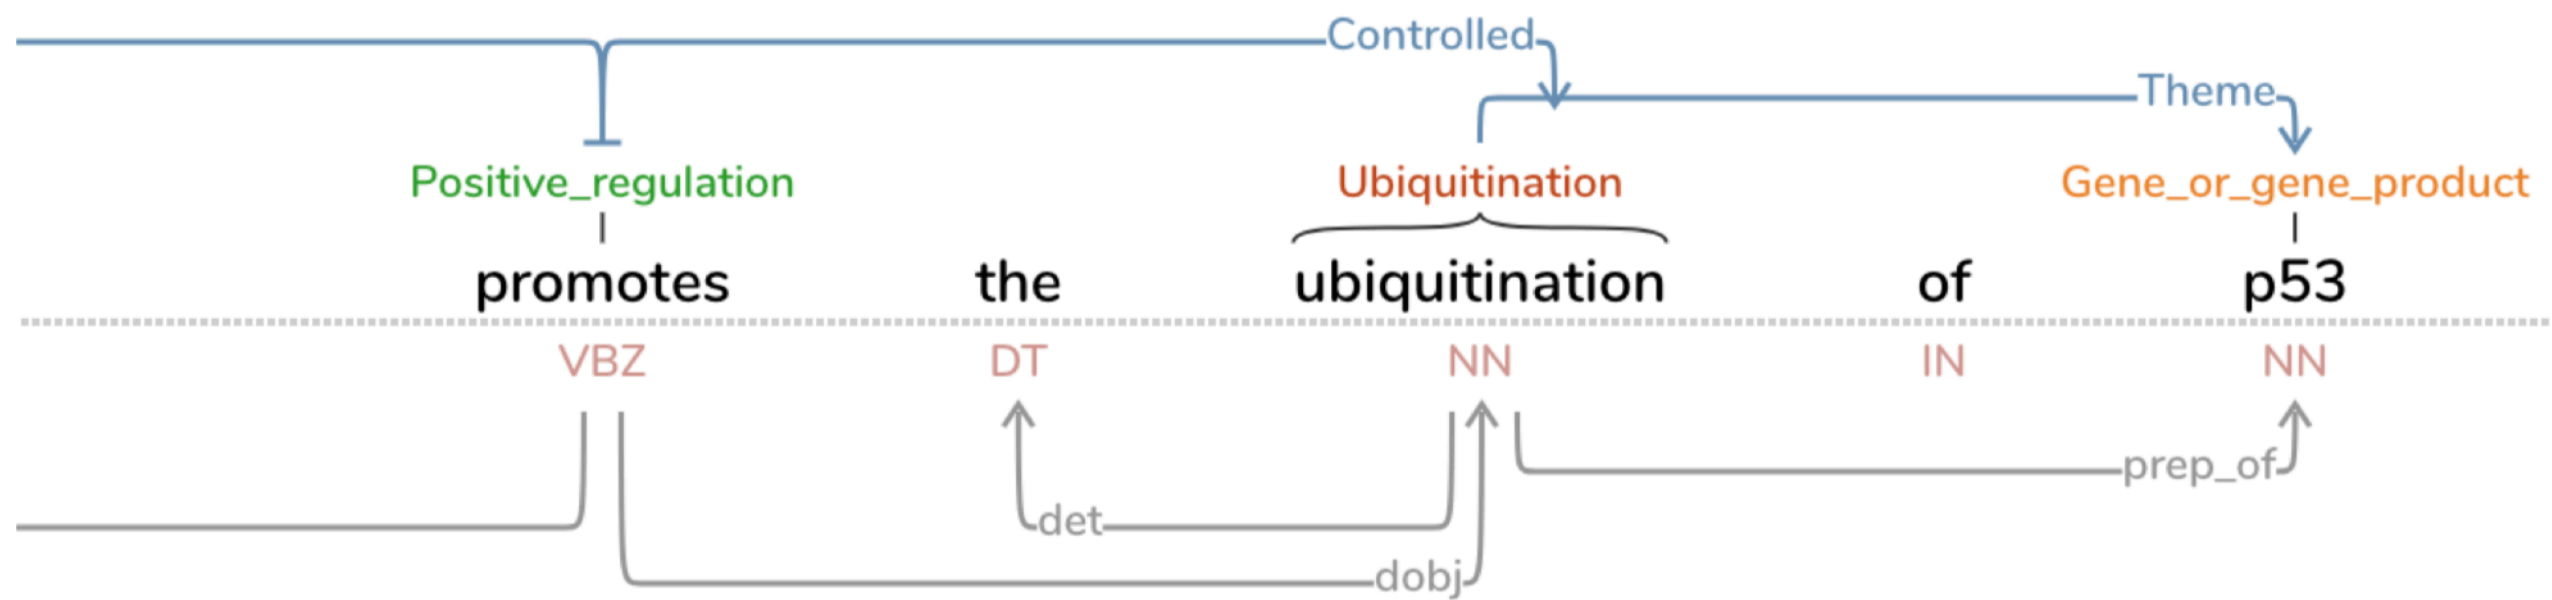 Controlled
Theme
Positive_regulation Ubiquitination Gene_or_gene_product
promotes the ubiquitination of p53
VBZ DT NN IN NN
prep_of
det
dobj